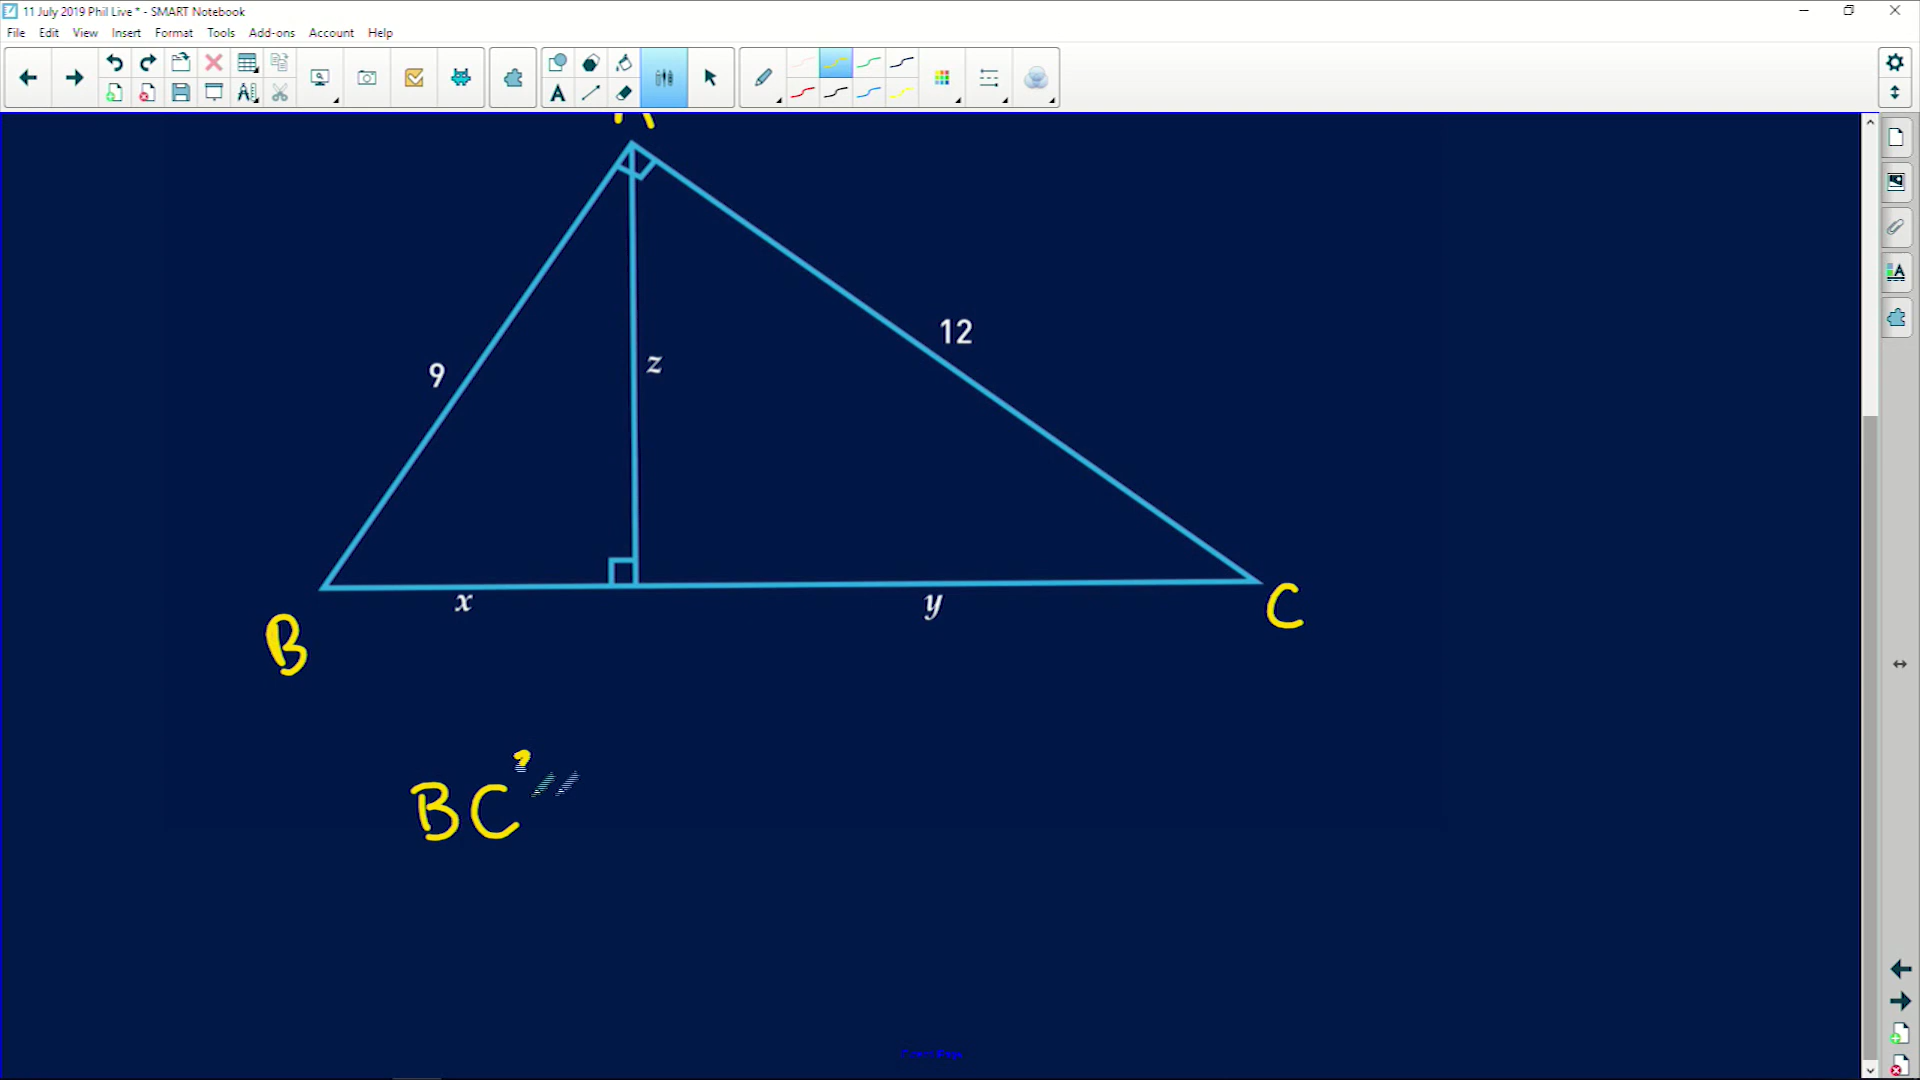 11 July 2019 Phil Live * - SMART Notebook
File Edit View Insert Format Tools Add-ons Account Help
A
9
z
12
x
y
B
C
BC